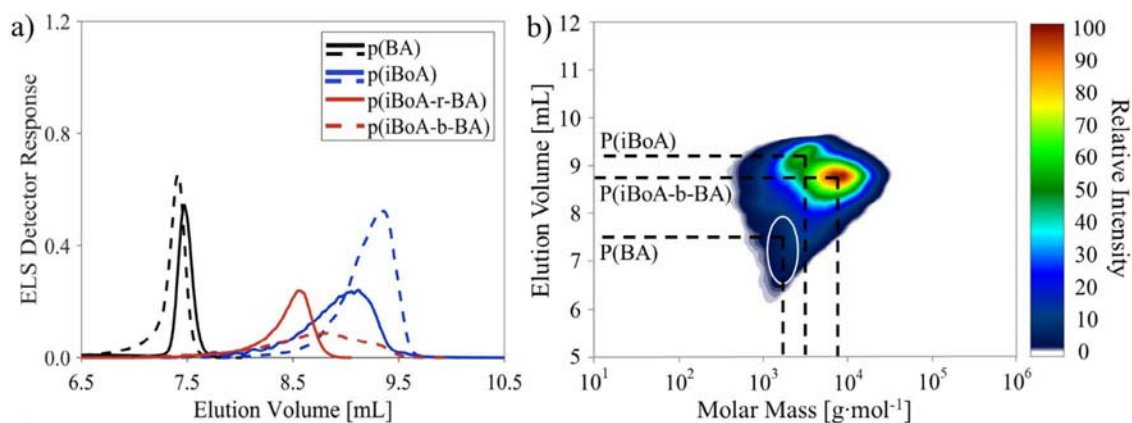 a)
1.2
0.8
0.4
0.0
ELS Detector Response
p(BA)
p(iBoA)
p(iBoA-r-BA)
p(iBoA-b-BA)
6.5 7.5 8.5 9.5 10.5
Elution Volume [mL]
b)
12
11
10
9
8
7
6
5
Elution Volume [mL]
P(iBoA)
P(iBoA-b-BA)
P(BA)
10¹ 10² 10³ 10⁴ 10⁵ 10⁶
Molar Mass [g·mol⁻¹]
100
90
80
70
60
50
40
30
20
10
0
Relative Intensity